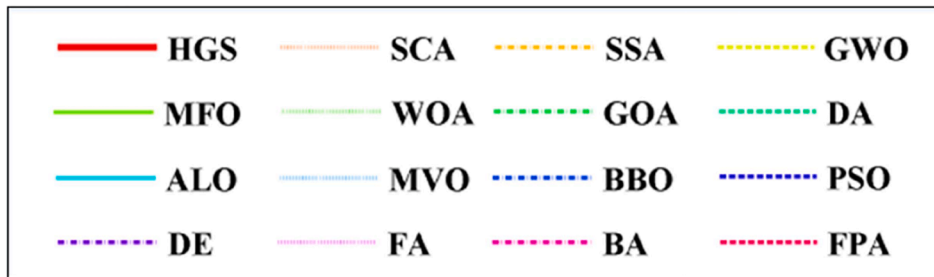 HGS SCA SSA GWO
MFO WOA GOA DA
ALO MVO BBO PSO
DE FA BA FPA